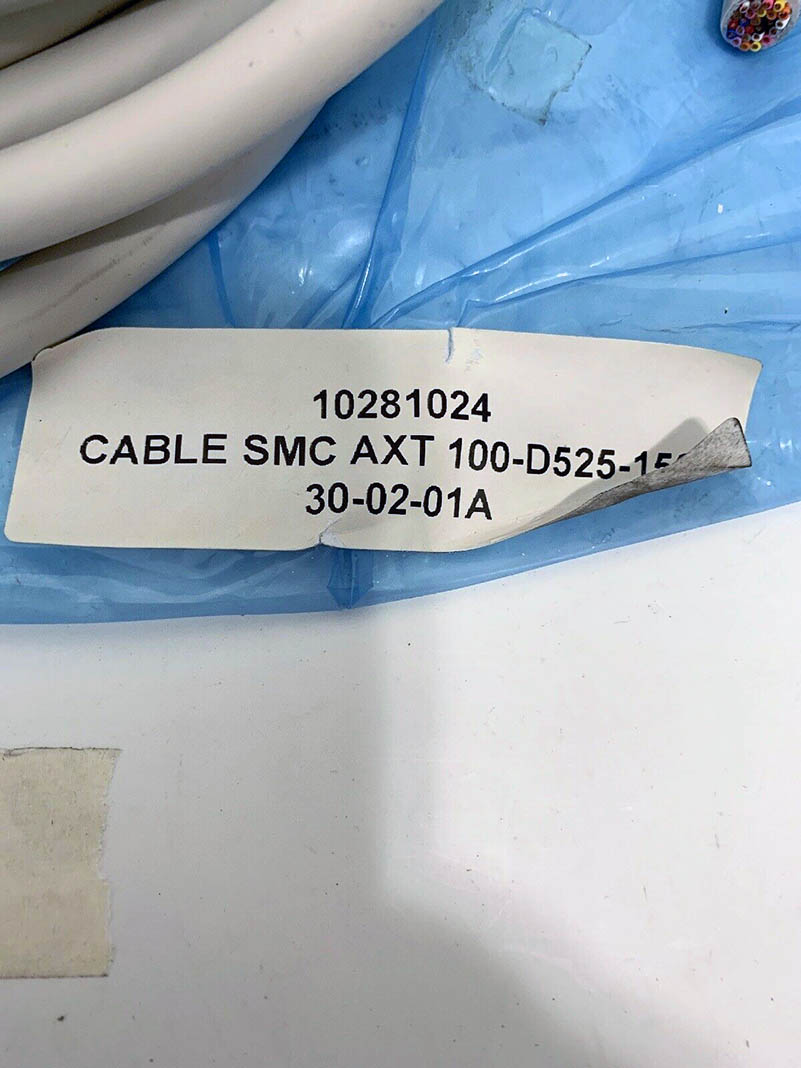 10281024
CABLE SMC AXT 100-D525-15
30-02-01A